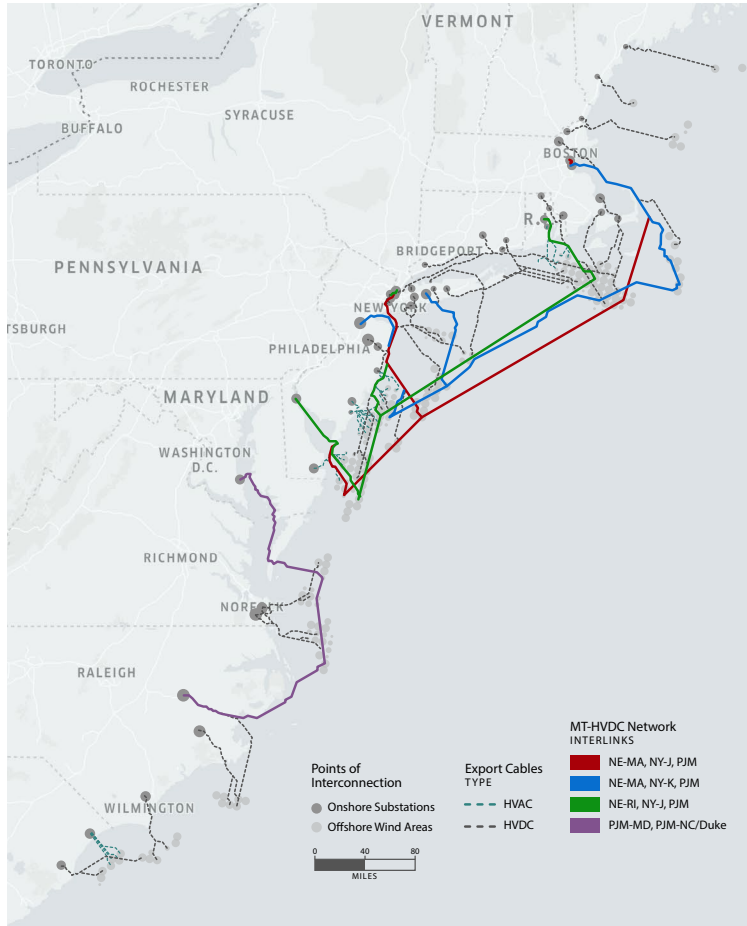 VERMONT
TORONTO
ROCHESTER
SYRACUSE
BUFFALO
BOSTON
R.
BRIDGEPORT
PENNSYLVANIA
NEW YORK
TSBURGH
PHILADELPHIA
MARYLAND
WASHINGTON
D.C.
RICHMOND
RALEIGH
WILMINGTON
MT-HVDC Network
INTERLINKS
NE-MA, NY-J, PJM
NE-MA, NY-K, PJM
NE-RI, NY-J, PJM
PJM-MD, PJM-NC/Duke
Points of
Interconnection
Onshore Substations
Offshore Wind Areas
Export Cables
TYPE
HVAC
HVDC
0 40 80
MILES